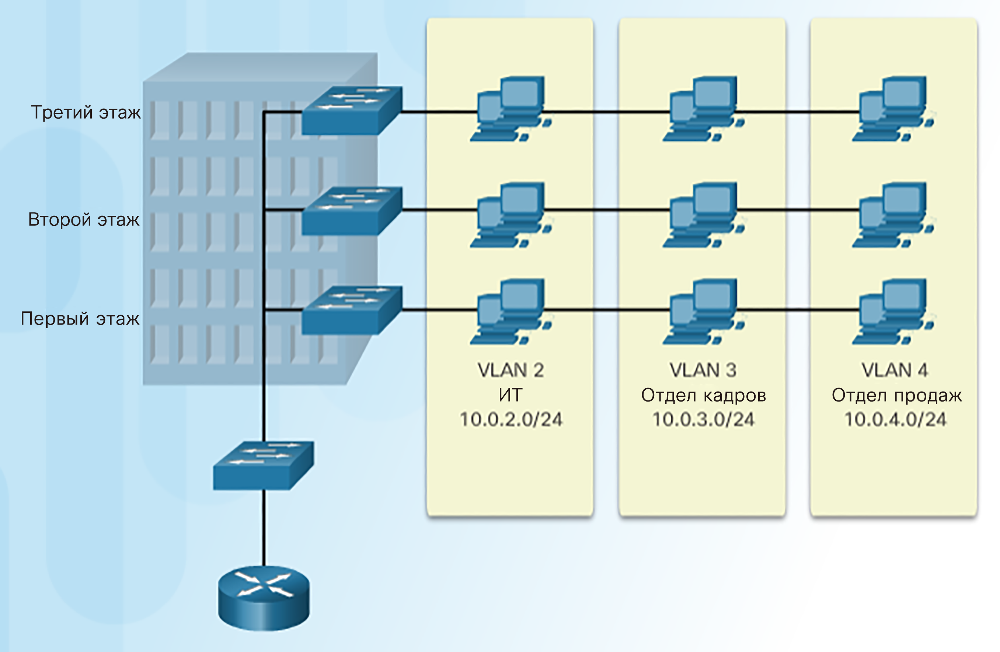 Третий этаж
Второй этаж
Первый этаж
VLAN 2
ИТ
10.0.2.0/24
VLAN 3
Отдел кадров
10.0.3.0/24
VLAN 4
Отдел продаж
10.0.4.0/24